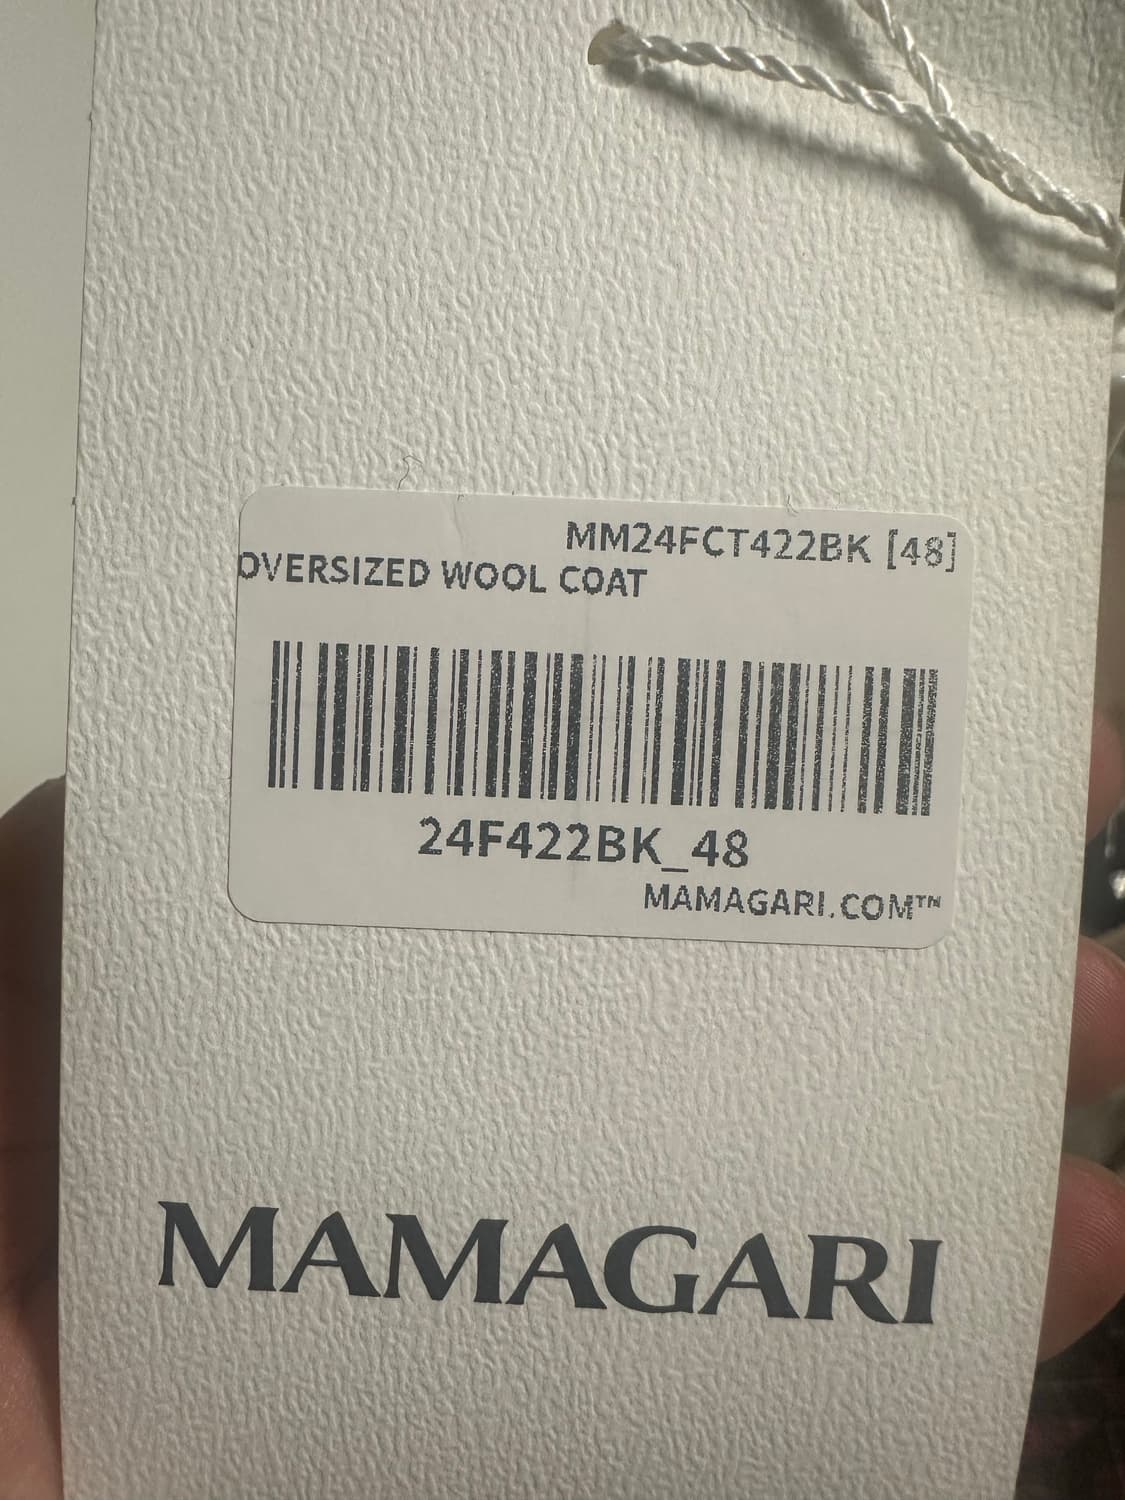 MM24FCT422BK [48]
OVERSIZED WOOL COAT
24F422BK_48
MAMAGARI.COM™
MAMAGARI